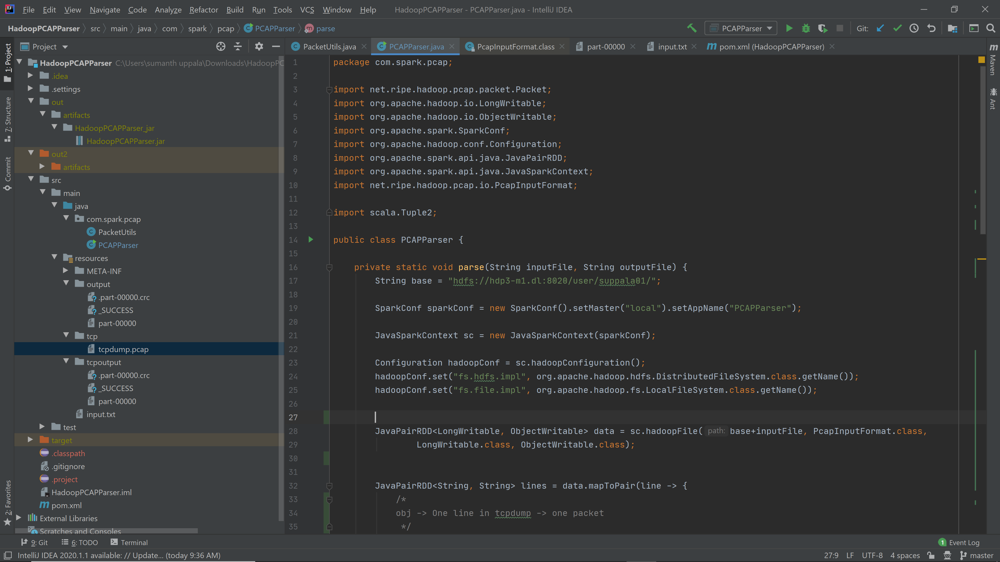 File Edit View Navigate Code Analyze Refactor Build Run Tools VCS Window Help HadoopPCAPParser - PCAPParser.java - IntelliJ IDEA
HadoopPCAPParser src main java com spark pcap PCAPParser parse PCAPParser Git:
Project
PacketUtils.java PCAPParser.java PcapInputFormat.class part-00000 input.txt pom.xml (HadoopPCAPParser)
1: Project
7: Structure
Commit
2: Favorites
HadoopPCAPParser C:\Users\sumanth uppala\Downloads\HadoopPC
.idea
.settings
out
artifacts
HadoopPCAPParser_jar
HadoopPCAPParser.jar
out2
artifacts
src
main
java
com.spark.pcap
PacketUtils
PCAPParser
resources
META-INF
output
.part-00000.crc
_SUCCESS
part-00000
tcp
tcpdump.pcap
tcpoutput
.part-00000.crc
_SUCCESS
part-00000
input.txt
test
target
.classpath
.gitignore
.project
HadoopPCAPParser.iml
pom.xml
External Libraries
Scratches and Consoles
1 package com.spark.pcap;
2
3 import net.ripe.hadoop.pcap.packet.Packet;
4 import org.apache.hadoop.io.LongWritable;
5 import org.apache.hadoop.io.ObjectWritable;
6 import org.apache.spark.SparkConf;
7 import org.apache.hadoop.conf.Configuration;
8 import org.apache.spark.api.java.JavaPairRDD;
9 import org.apache.spark.api.java.JavaSparkContext;
10 import net.ripe.hadoop.pcap.io.PcapInputFormat;
11
12 import scala.Tuple2;
13
14 public class PCAPParser {
15
16 private static void parse(String inputFile, String outputFile) {
17 String base = "hdfs://hdp3-m1.dl:8020/user/suppala01/";
18
19 SparkConf sparkConf = new SparkConf().setMaster("local").setAppName("PCAPParser");
20
21 JavaSparkContext sc = new JavaSparkContext(sparkConf);
22
23 Configuration hadoopConf = sc.hadoopConfiguration();
24 hadoopConf.set("fs.hdfs.impl", org.apache.hadoop.hdfs.DistributedFileSystem.class.getName());
25 hadoopConf.set("fs.file.impl", org.apache.hadoop.fs.LocalFileSystem.class.getName());
26
27
28 JavaPairRDD<LongWritable, ObjectWritable> data = sc.hadoopFile( path: base+inputFile, PcapInputFormat.class,
29 LongWritable.class, ObjectWritable.class);
30
31
32 JavaPairRDD<String, String> lines = data.mapToPair(line -> {
33 /*
34 obj -> One line in tcpdump -> one packet
35 */
m Maven
Ant
9: Git 6: TODO Terminal 1 Event Log
IntelliJ IDEA 2020.1.1 available: // Update... (today 9:36 AM) 27:9 LF UTF-8 4 spaces master